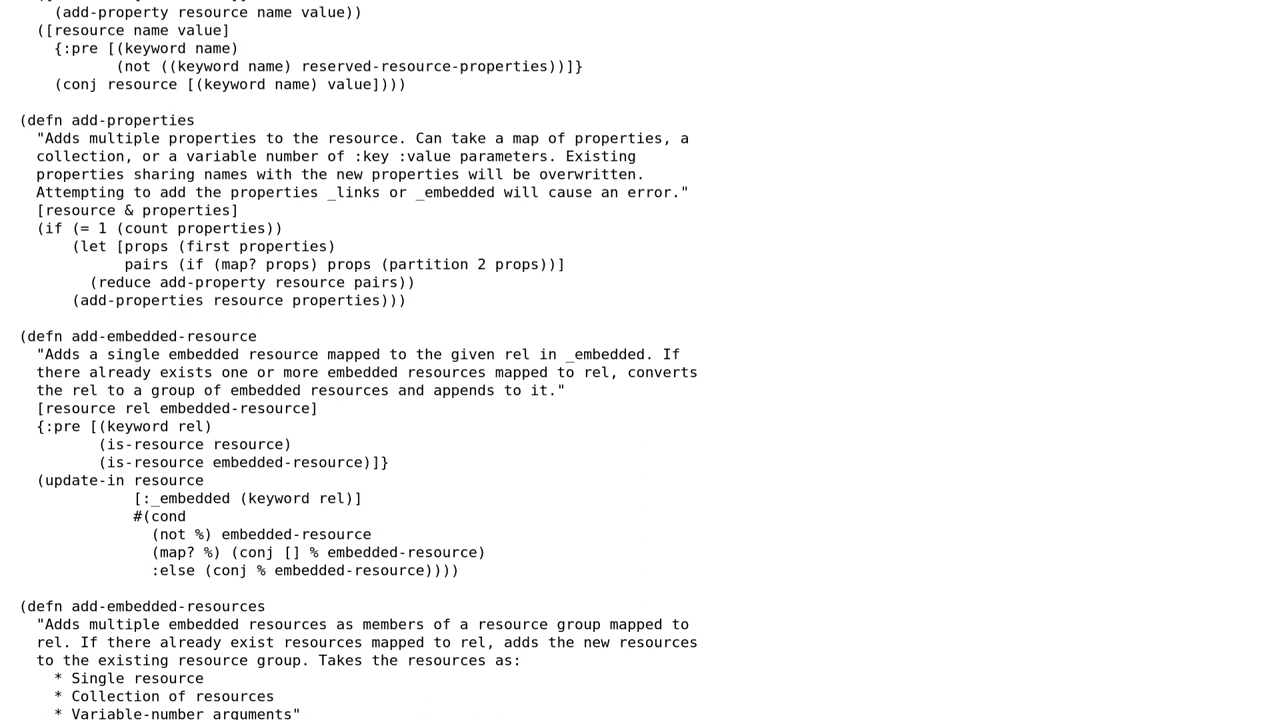 (add-property resource name value))
([resource name value]
{:pre [(keyword name)
(not ((keyword name) reserved-resource-properties))]}
(conj resource [(keyword name) value])))
(defn add-properties
"Adds multiple properties to the resource. Can take a map of properties, a
collection, or a variable number of :key :value parameters. Existing
properties sharing names with the new properties will be overwritten.
Attempting to add the properties _links or _embedded will cause an error."
[resource & properties]
(if (= 1 (count properties))
(let [props (first properties)
pairs (if (map? props) props (partition 2 props))]
(reduce add-property resource pairs))
(add-properties resource properties)))
(defn add-embedded-resource
"Adds a single embedded resource mapped to the given rel in _embedded. If
there already exists one or more embedded resources mapped to rel, converts
the rel to a group of embedded resources and appends to it."
[resource rel embedded-resource]
{:pre [(keyword rel)
(is-resource resource)
(is-resource embedded-resource)]}
(update-in resource
[:_embedded (keyword rel)]
#(cond
(not %) embedded-resource
(map? %) (conj [] % embedded-resource)
:else (conj % embedded-resource))))
(defn add-embedded-resources
"Adds multiple embedded resources as members of a resource group mapped to
rel. If there already exist resources mapped to rel, adds the new resources
to the existing resource group. Takes the resources as:
* Single resource
* Collection of resources
* Variable-number arguments"